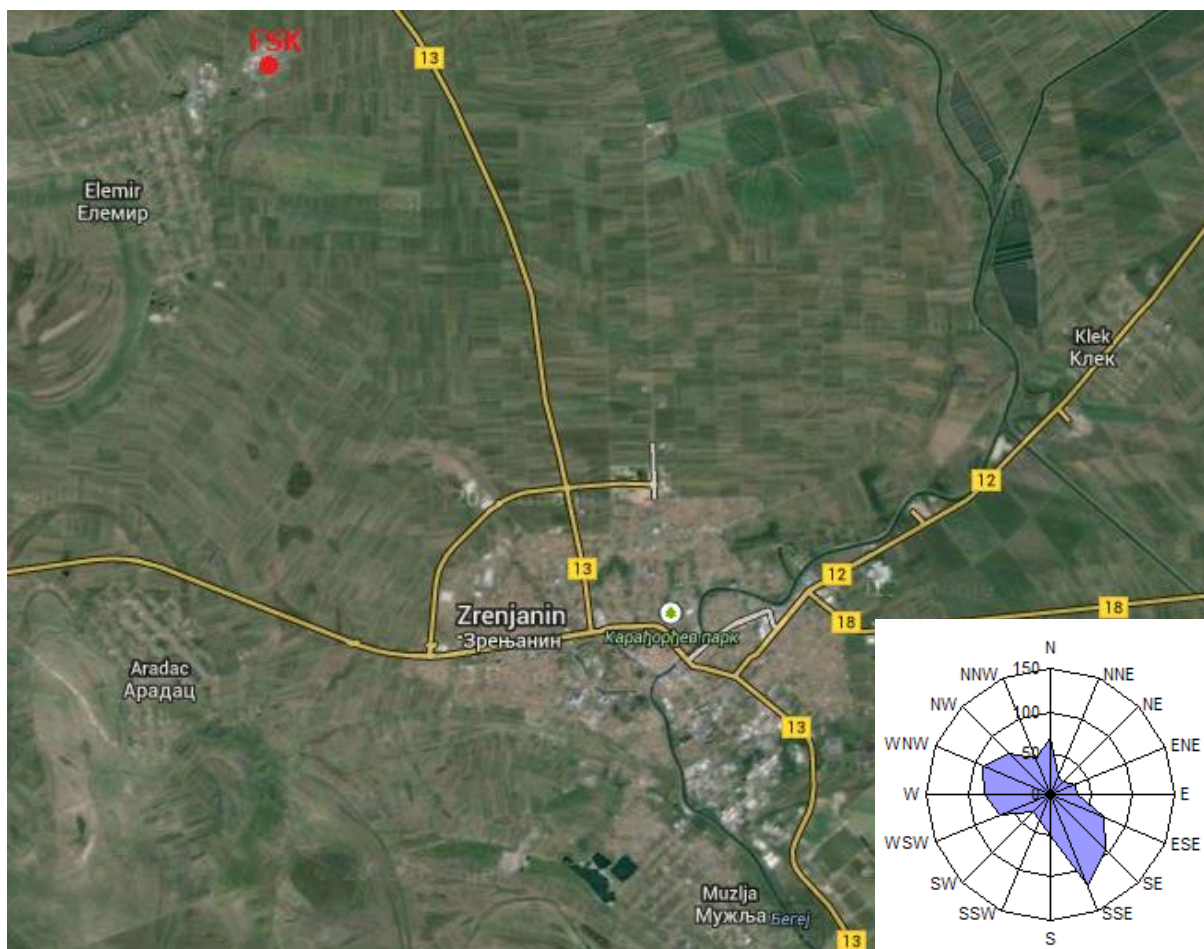 FSK
13
Elemir
Елемир
Klek
Клек
12
13
12
Zrenjanin
Зрењанин
Карађорђев парк
18
18
Aradac
Арадац
13
Muzlja
Мужља
Бегеј
13
N
NNE
NE
ENE
E
ESE
SE
SSE
S
SSW
SW
WSW
W
WNW
NW
NNW
150
100
50
0